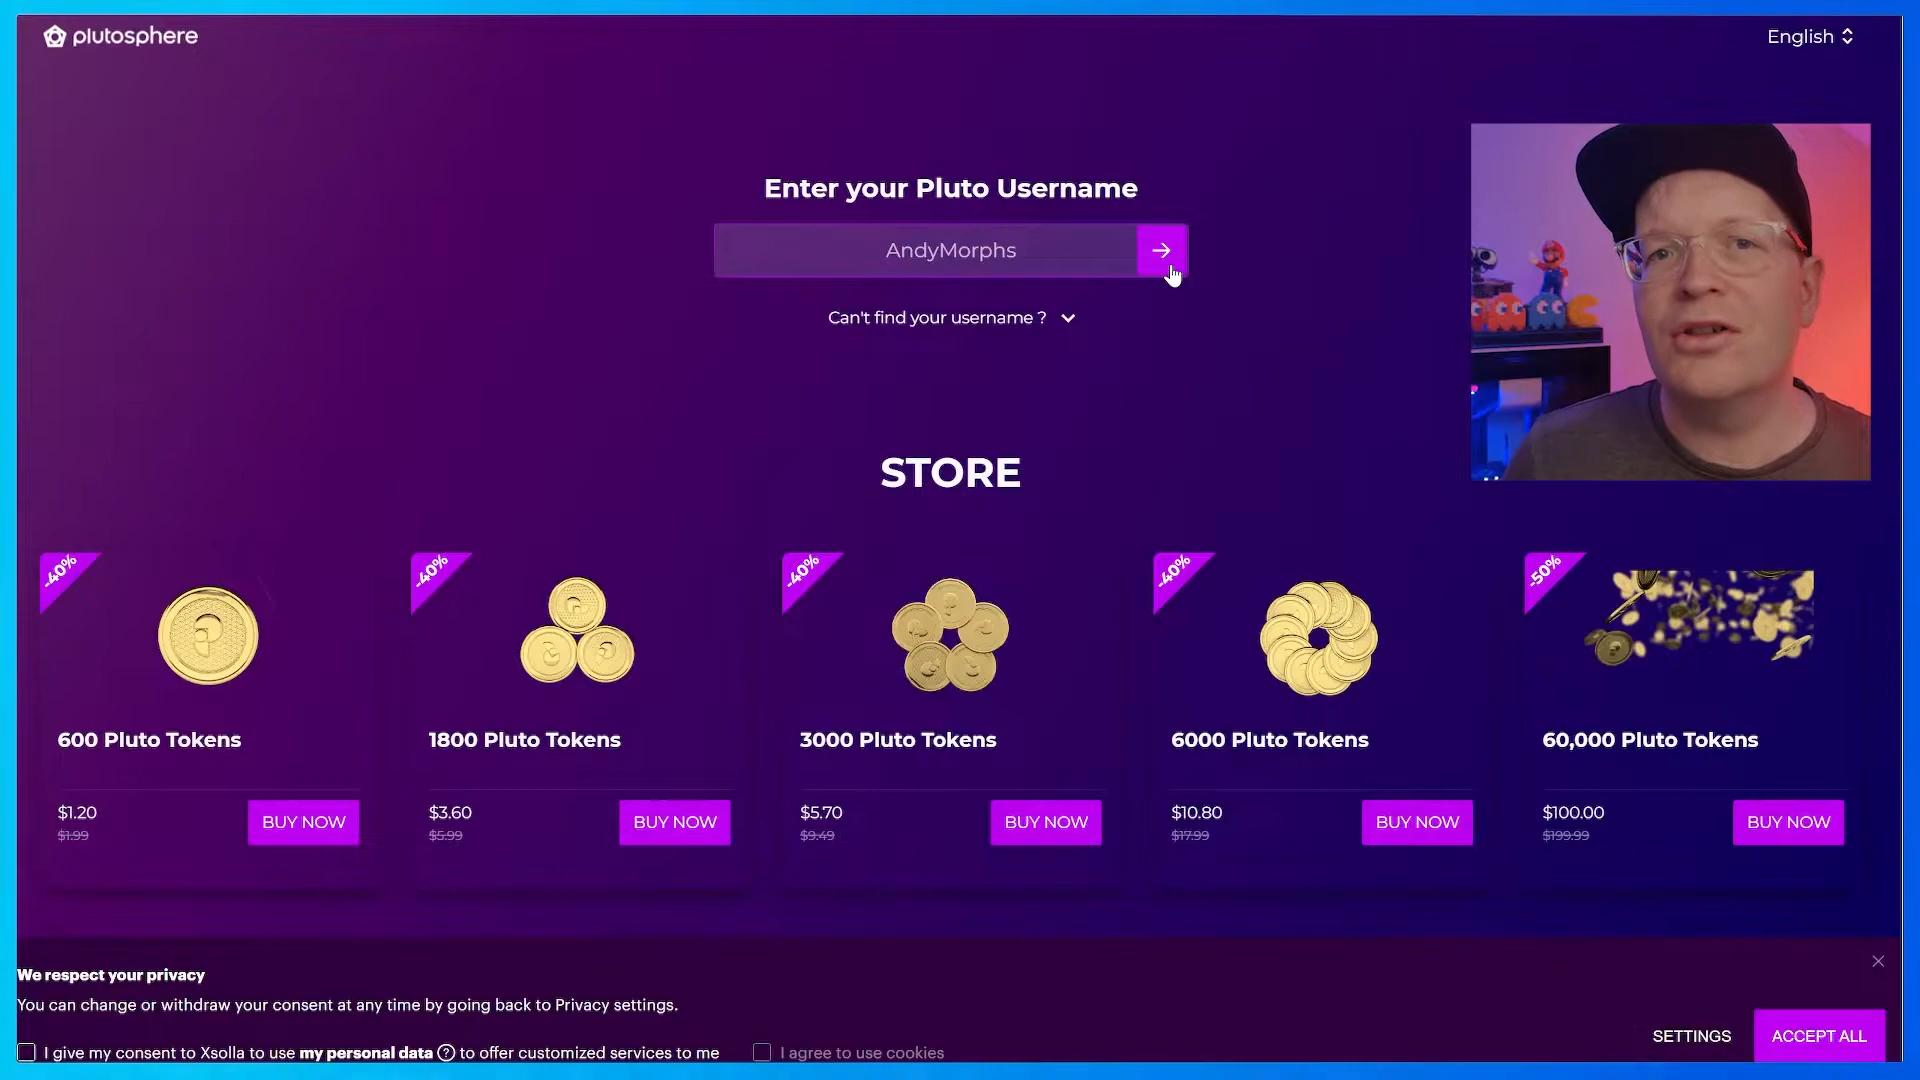 plutosphere
English
Enter your Pluto Username
AndyMorphs
Can't find your username ?
STORE
-40%
-40%
-40%
-40%
-50%
600 Pluto Tokens
1800 Pluto Tokens
3000 Pluto Tokens
6000 Pluto Tokens
60,000 Pluto Tokens
$1.20
$1.99
BUY NOW
$3.60
$5.99
BUY NOW
$5.70
$9.49
BUY NOW
$10.80
$17.99
BUY NOW
$100.00
$199.99
BUY NOW
We respect your privacy
You can change or withdraw your consent at any time by going back to Privacy settings.
SETTINGS
ACCEPT ALL
I give my consent to Xsolla to use my personal data ? to offer customized services to me
I agree to use cookies